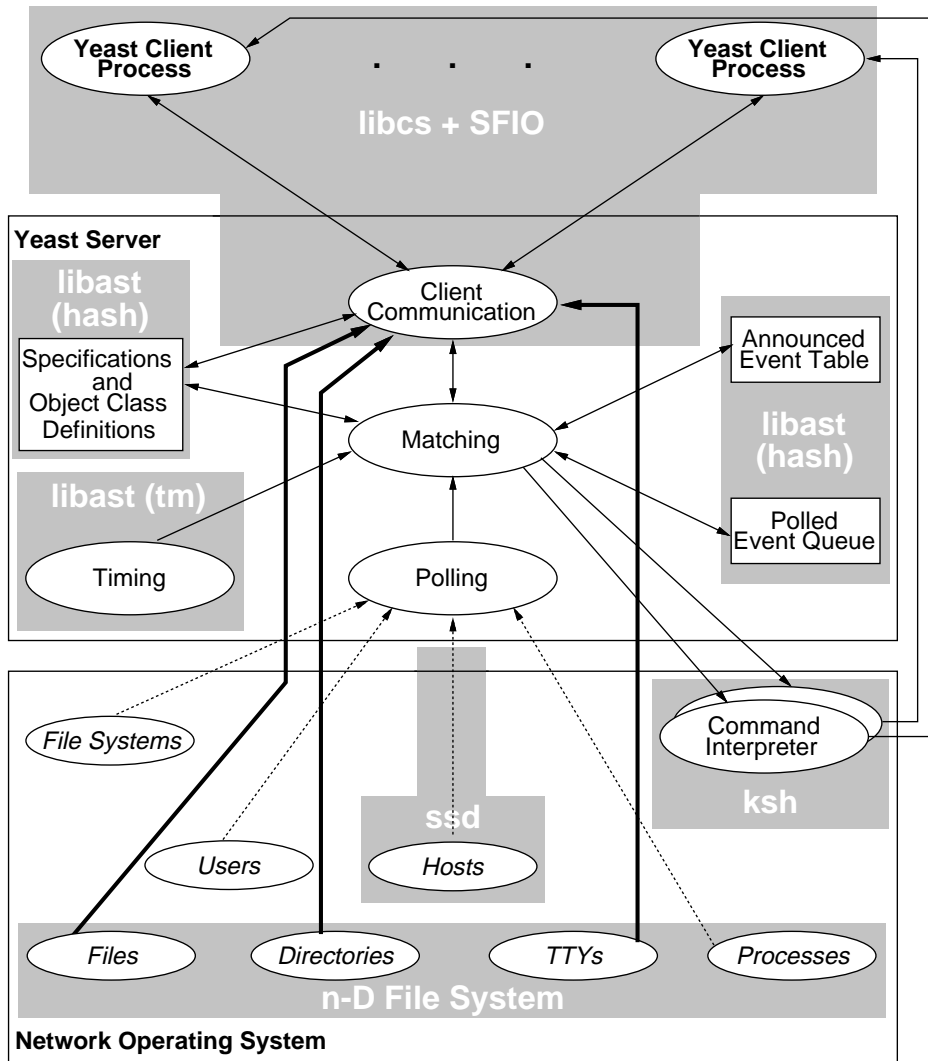 Yeast Client
Process
. . .
Yeast Client
Process
libcs + SFIO
Yeast Server
libast
(hash)
Client
Communication
Specifications
and
Object Class
Definitions
Announced
Event Table
Matching
libast
(hash)
libast (tm)
Polled
Event Queue
Timing
Polling
File Systems
Command
Interpreter
ksh
ssd
Users
Hosts
Files
Directories
TTYs
Processes
n-D File System
Network Operating System